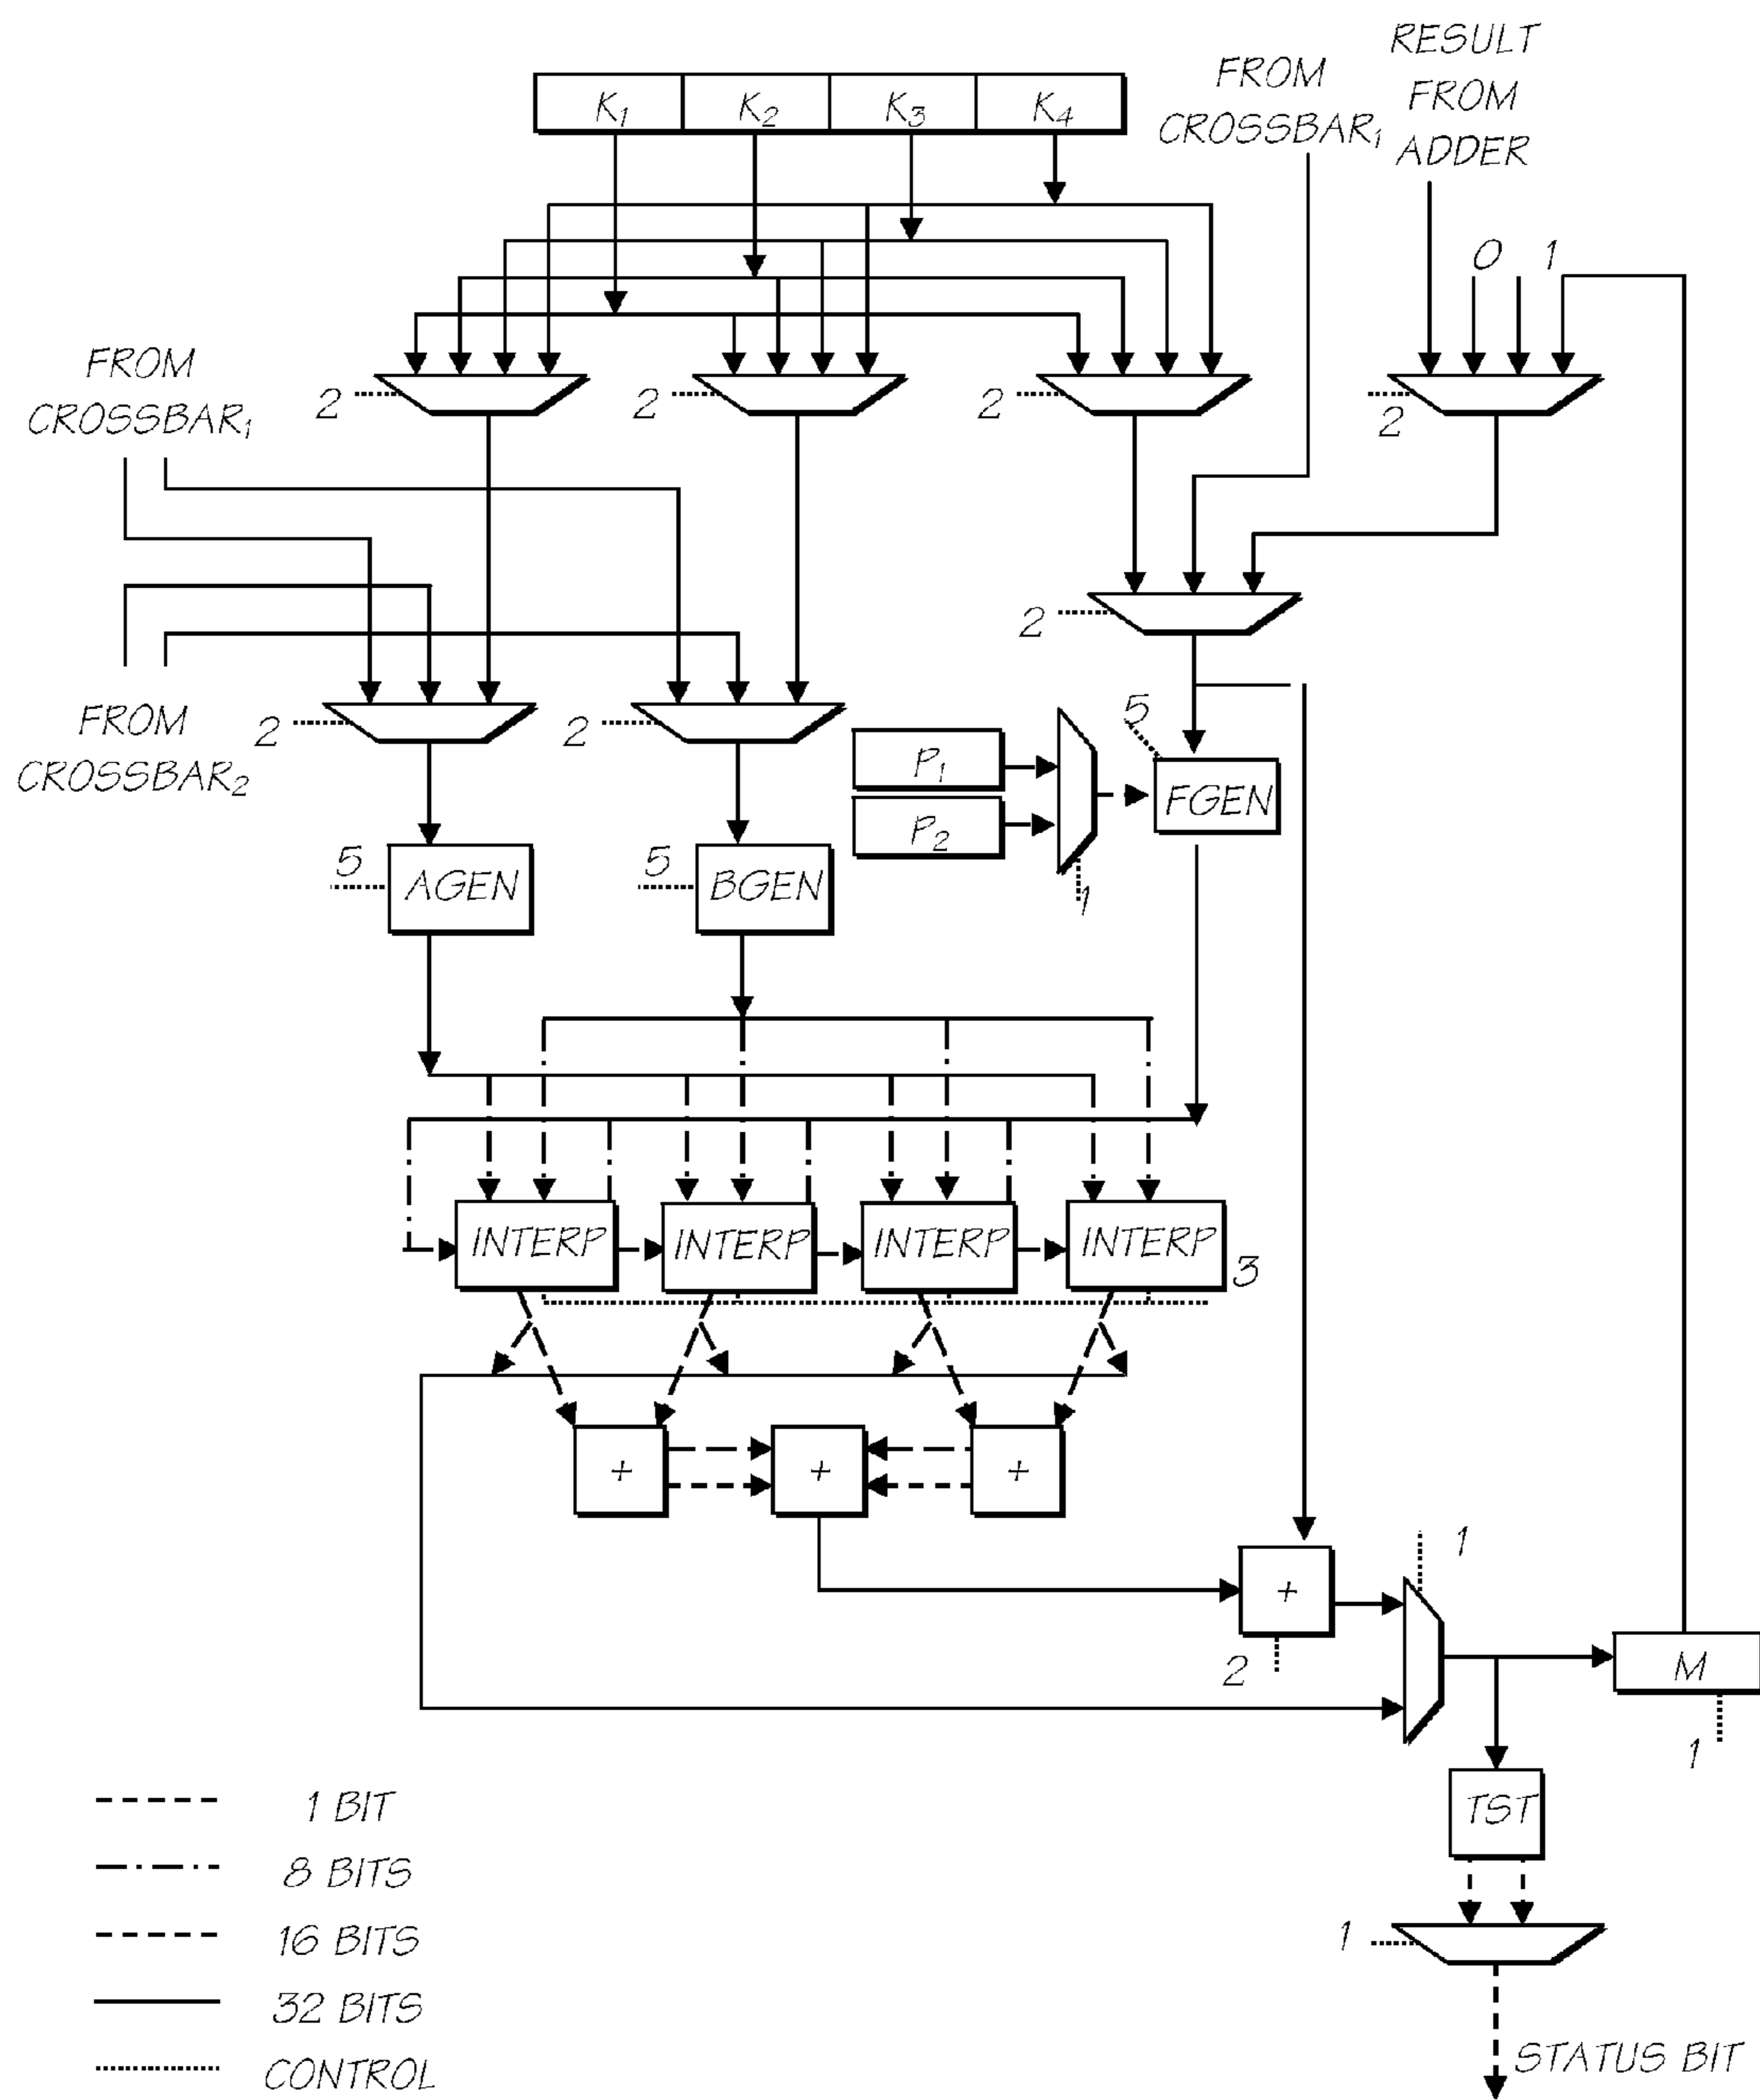 K1 K2 K3 K4
FROM
CROSSBAR1
RESULT
FROM
ADDER
0 1
FROM
CROSSBAR1
2
2
2
2
2
FROM
CROSSBAR2
2
2
P1
P2
1
5
FGEN
5
AGEN
5
BGEN
INTERP
INTERP
INTERP
INTERP
3
+
+
+
+
2
1
M
1
TST
1
STATUS BIT
1 BIT
8 BITS
16 BITS
32 BITS
CONTROL